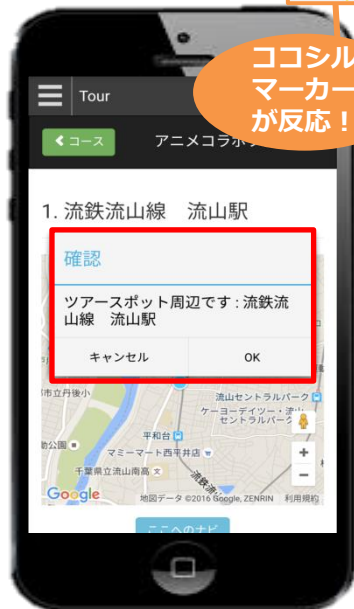 ココシル
マーカー
が反応！
Tour
コース
アニメコラボ
1. 流鉄流山線　流山駅
確認
ツアースポット周辺です : 流鉄流
山線　流山駅
キャンセル
OK
市立丹後小
流山セントラルパーク
ケーヨーデイツー・流山
セントラルパーク
平和台
公園
マミーマート西平井店
千葉県立流山南高
流鉄流
Google
地図データ ©2016 Google, ZENRIN
利用規約
ここへのナビ